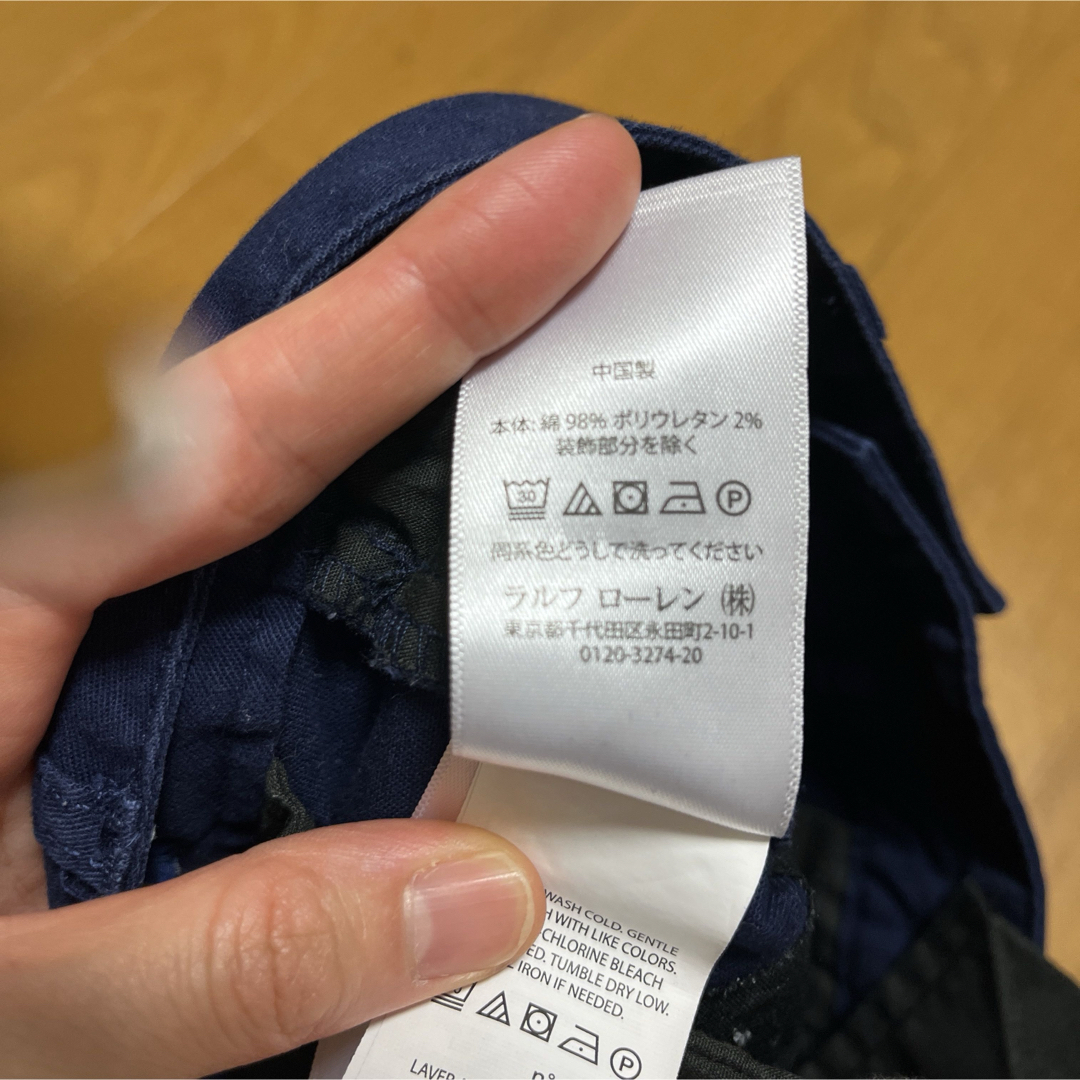 中国製
本体: 綿 98% ポリウレタン 2%
装飾部分を除く
30 P
同系色どうしで洗ってください
ラルフ ローレン (株)
東京都千代田区永田町2-10-1
0120-3274-20
WASH COLD. GENTLE
WITH LIKE COLORS.
CHLORINE BLEACH
TUMBLE DRY LOW.
IRON IF NEEDED.
P
LAVER